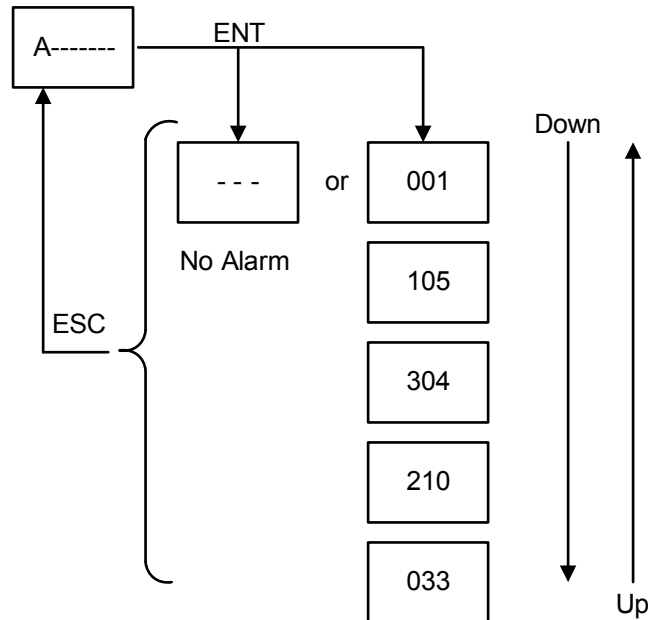 A-------
ENT
Down
- - -
or
001
No Alarm
105
ESC
304
210
033
Up